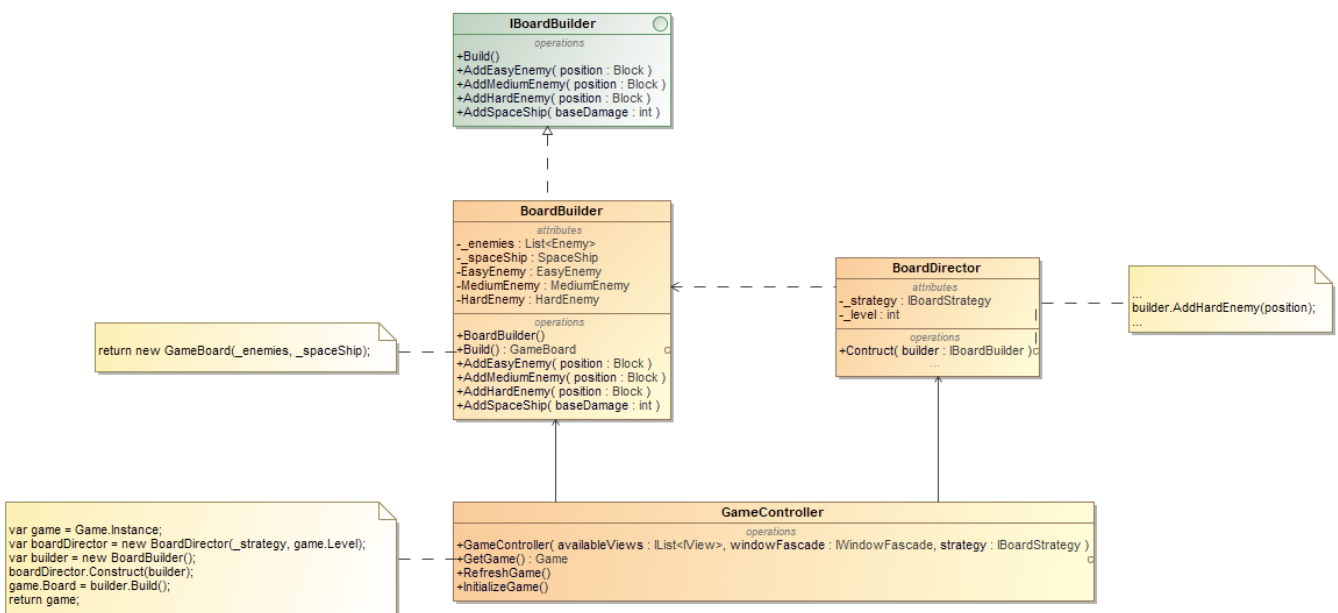 IBoardBuilder
operations
+Build()
+AddEasyEnemy( position : Block )
+AddMediumEnemy( position : Block )
+AddHardEnemy( position : Block )
+AddSpaceShip( baseDamage : int )
BoardBuilder
attributes
-_enemies : List<Enemy>
-_spaceShip : SpaceShip
-EasyEnemy : EasyEnemy
-MediumEnemy : MediumEnemy
-HardEnemy : HardEnemy
operations
+BoardBuilder()
+Build() : GameBoard
+AddEasyEnemy( position : Block )
+AddMediumEnemy( position : Block )
+AddHardEnemy( position : Block )
+AddSpaceShip( baseDamage : int )
BoardDirector
attributes
-_strategy : IBoardStrategy
-_level : int
operations
+Contruct( builder : IBoardBuilder )
...
...
builder.AddHardEnemy(position);
...
return new GameBoard(_enemies, _spaceShip);
GameController
operations
+GameController( availableViews : IList<IView>, windowFascade : IWindowFascade, strategy : IBoardStrategy )
+GetGame() : Game
+RefreshGame()
+InitializeGame()
var game = Game.Instance;
var boardDirector = new BoardDirector(_strategy, game.Level);
var builder = new BoardBuilder();
boardDirector.Construct(builder);
game.Board = builder.Build();
return game;